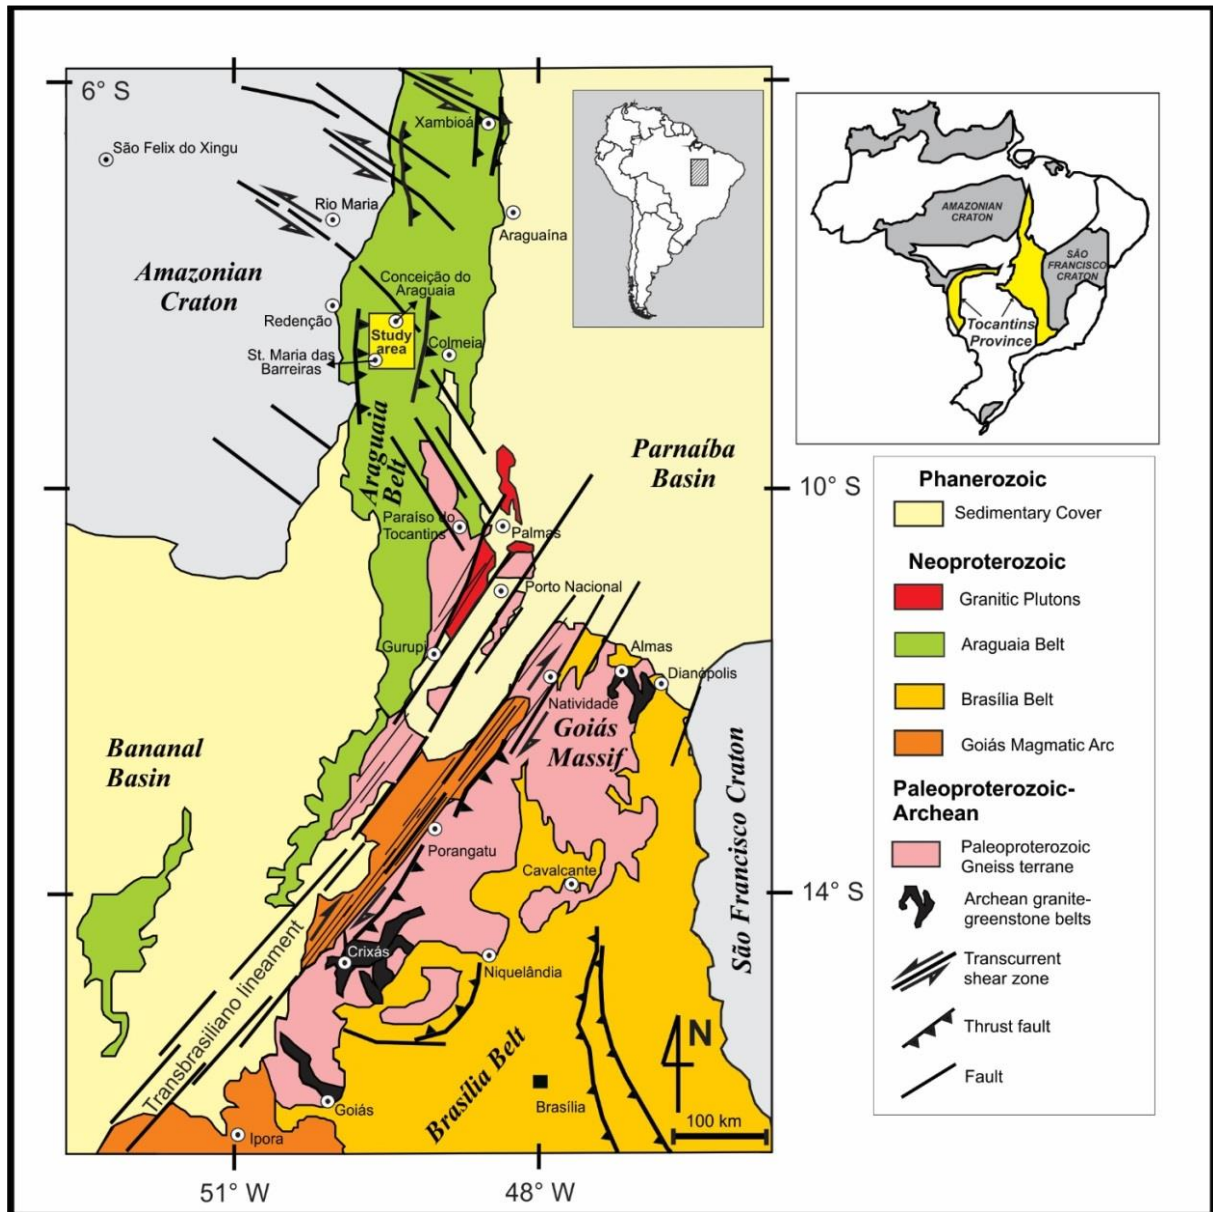 6° S
Xambioá
São Felix do Xingu
Rio Maria
Araguaína
Amazonian
Craton
Conceição do
Araguaia
Redenção
Study
area
Colmeia
St. Maria das
Barreiras
Araguaia
Belt
Parnaíba
Basin
10° S
Paraíso do
Tocantins
Palmas
Porto Nacional
Gurupi
Almas
Dianópolis
Natividade
Goiás
Massif
Bananal
Basin
São Francisco Craton
Porangatu
Cavalcante
14° S
Crixás
Niquelândia
Transbrasiliano lineament
N
Brasília Belt
Brasília
100 km
Goiás
Ipora
51° W
48° W
AMAZONIAN
CRATON
SÃO
FRANCISCO
CRATON
Tocantins
Province
Phanerozoic
Sedimentary Cover
Neoproterozoic
Granitic Plutons
Araguaia Belt
Brasília Belt
Goiás Magmatic Arc
Paleoproterozoic-
Archean
Paleoproterozoic
Gneiss terrane
Archean granite-
greenstone belts
Transcurrent
shear zone
Thrust fault
Fault